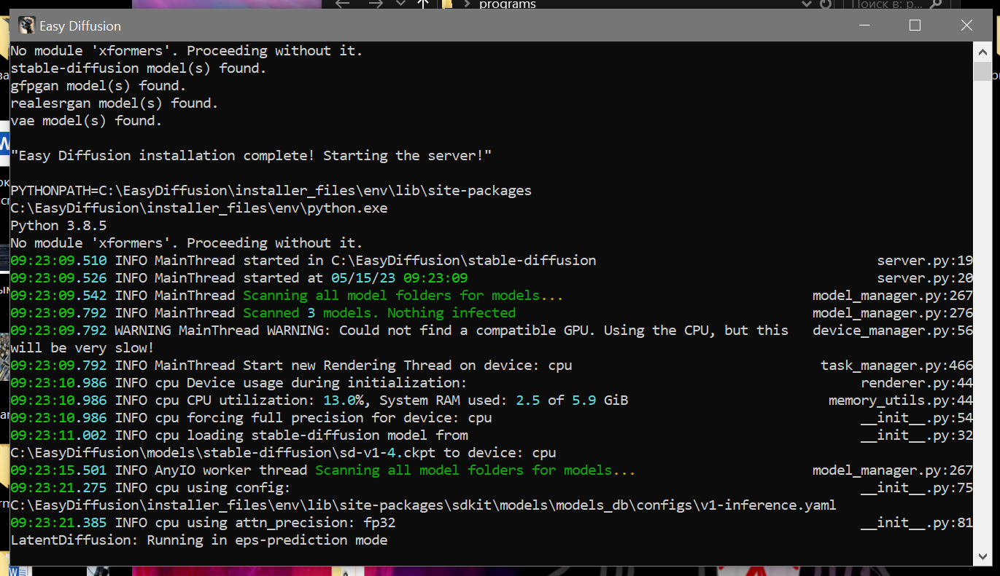 programs
Поиск в: p...
Easy Diffusion
No module 'xformers'. Proceeding without it.
stable-diffusion model(s) found.
gfpgan model(s) found.
realesrgan model(s) found.
vae model(s) found.
"Easy Diffusion installation complete! Starting the server!"
PYTHONPATH=C:\EasyDiffusion\installer_files\env\lib\site-packages
C:\EasyDiffusion\installer_files\env\python.exe
Python 3.8.5
No module 'xformers'. Proceeding without it.
09:23:09.510 INFO MainThread started in C:\EasyDiffusion\stable-diffusion server.py:19
09:23:09.526 INFO MainThread started at 05/15/23 09:23:09 server.py:20
09:23:09.542 INFO MainThread Scanning all model folders for models... model_manager.py:267
09:23:09.792 INFO MainThread Scanned 3 models. Nothing infected model_manager.py:276
09:23:09.792 WARNING MainThread WARNING: Could not find a compatible GPU. Using the CPU, but this device_manager.py:56
will be very slow!
09:23:09.792 INFO MainThread Start new Rendering Thread on device: cpu task_manager.py:466
09:23:10.986 INFO cpu Device usage during initialization: renderer.py:44
09:23:10.986 INFO cpu CPU utilization: 13.0%, System RAM used: 2.5 of 5.9 GiB memory_utils.py:44
09:23:10.986 INFO cpu forcing full precision for device: cpu __init__.py:54
09:23:11.002 INFO cpu loading stable-diffusion model from __init__.py:32
C:\EasyDiffusion\models\stable-diffusion\sd-v1-4.ckpt to device: cpu
09:23:15.501 INFO AnyIO worker thread Scanning all model folders for models... model_manager.py:267
09:23:21.275 INFO cpu using config: __init__.py:75
C:\EasyDiffusion\installer_files\env\lib\site-packages\sdkit\models\models_db\configs\v1-inference.yaml
09:23:21.385 INFO cpu using attn_precision: fp32 __init__.py:81
LatentDiffusion: Running in eps-prediction mode